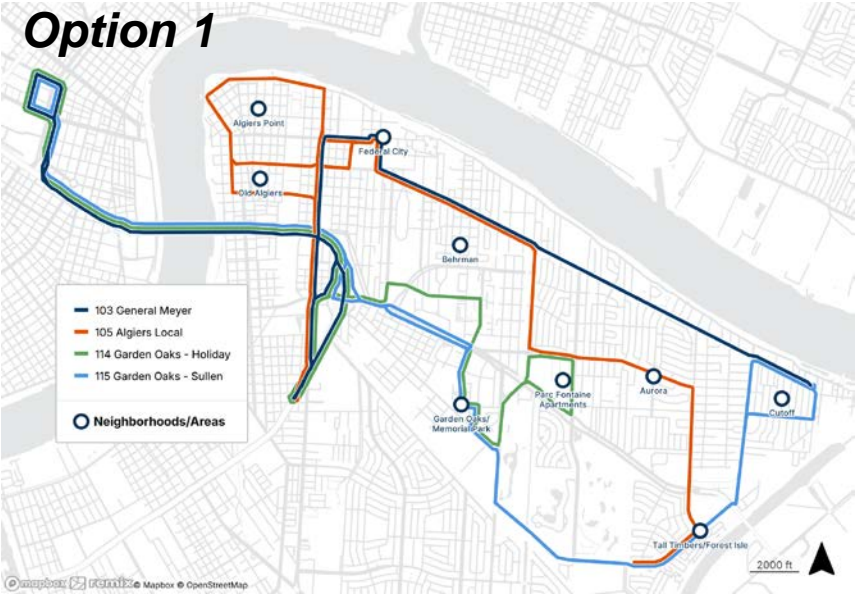 Option 1
Algiers Point
Federal City
Old Algiers
Behrman
103 General Meyer
105 Algiers Local
114 Garden Oaks - Holiday
115 Garden Oaks - Sullen
Neighborhoods/Areas
Parc Fontaine
Apartments
Aurora
Garden Oaks/
Memorial Park
Cutoff
Tall Timbers/Forest Isle
2000 ft
mapbox remix © Mapbox © OpenStreetMap